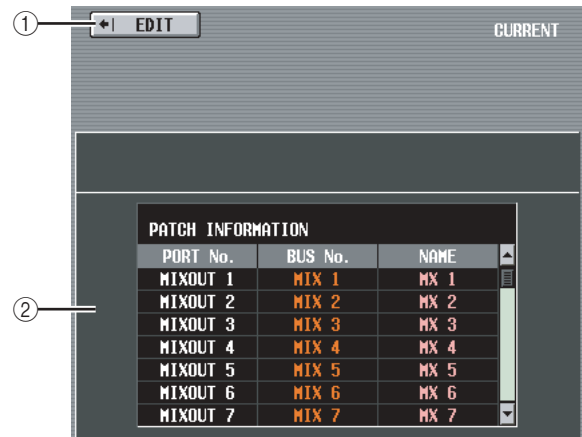 1
EDIT
CURRENT
PATCH INFORMATION
PORT No. BUS No. NAME
MIXOUT 1 MIX 1 MX 1
MIXOUT 2 MIX 2 MX 2
2
MIXOUT 3 MIX 3 MX 3
MIXOUT 4 MIX 4 MX 4
MIXOUT 5 MIX 5 MX 5
MIXOUT 6 MIX 6 MX 6
MIXOUT 7 MIX 7 MX 7